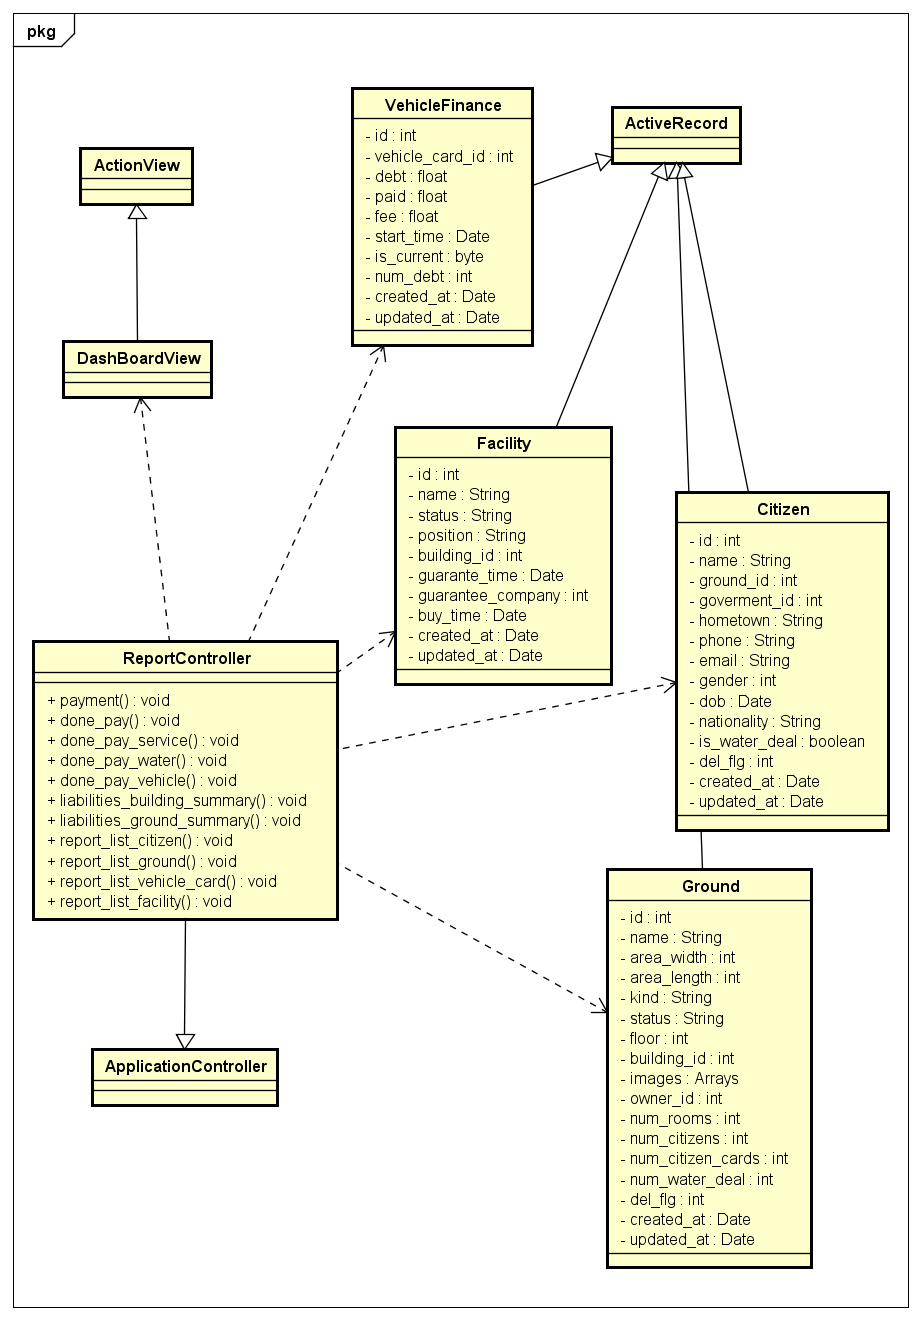 pkg
VehicleFinance
- id : int
- vehicle_card_id : int
- debt : float
- paid : float
- fee : float
- start_time : Date
- is_current : byte
- num_debt : int
- created_at : Date
- updated_at : Date
ActiveRecord
ActionView
DashBoardView
Facility
- id : int
- name : String
- status : String
- position : String
- building_id : int
- guarante_time : Date
- guarantee_company : int
- buy_time : Date
- created_at : Date
- updated_at : Date
Citizen
- id : int
- name : String
- ground_id : int
- goverment_id : int
- hometown : String
- phone : String
- email : String
- gender : int
- dob : Date
- nationality : String
- is_water_deal : boolean
- del_flg : int
- created_at : Date
- updated_at : Date
ReportController
+ payment() : void
+ done_pay() : void
+ done_pay_service() : void
+ done_pay_water() : void
+ done_pay_vehicle() : void
+ liabilities_building_summary() : void
+ liabilities_ground_summary() : void
+ report_list_citizen() : void
+ report_list_ground() : void
+ report_list_vehicle_card() : void
+ report_list_facility() : void
Ground
- id : int
- name : String
- area_width : int
- area_length : int
- kind : String
- status : String
- floor : int
- building_id : int
- images : Arrays
- owner_id : int
- num_rooms : int
- num_citizens : int
- num_citizen_cards : int
- num_water_deal : int
- del_flg : int
- created_at : Date
- updated_at : Date
ApplicationController